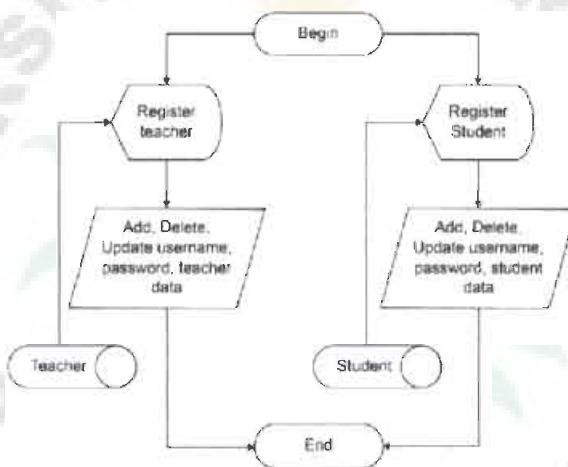 Begin
Register
teacher
Register
Student
Add, Delete,
Update username,
password, teacher
data
Add, Delete,
Update username,
password, student
data
Teacher
Student
End